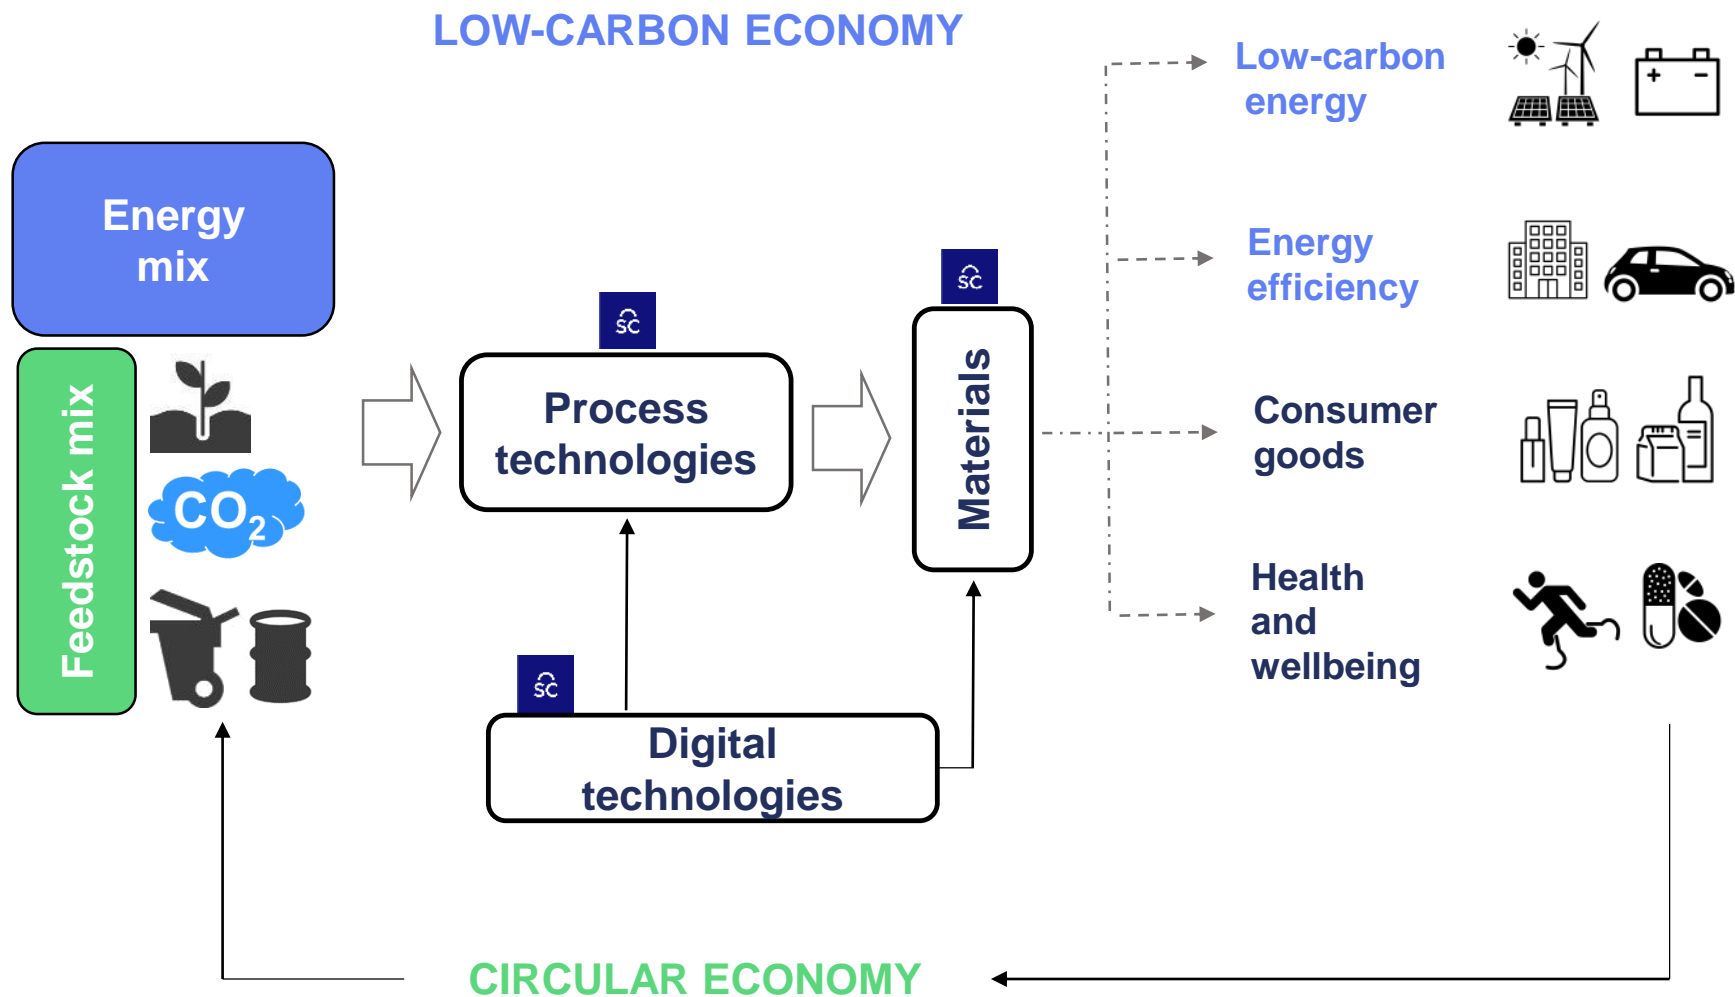 LOW-CARBON ECONOMY
Low-carbon
energy
+ −
Energy
mix
Energy
efficiency
SC
SC
Feedstock mix
Process
technologies
Materials
Consumer
goods
CO₂
Health
and
wellbeing
SC
Digital
technologies
CIRCULAR ECONOMY